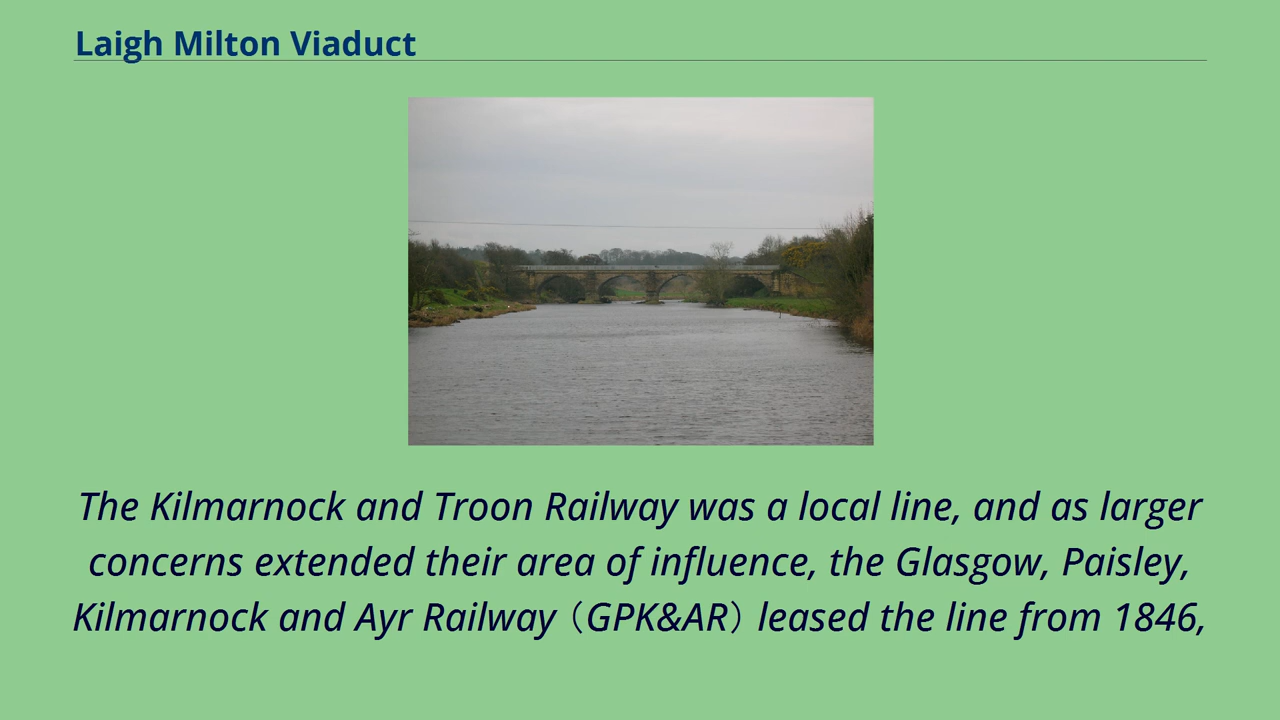 Laigh Milton Viaduct
The Kilmarnock and Troon Railway was a local line, and as larger
concerns extended their area of influence, the Glasgow, Paisley,
Kilmarnock and Ayr Railway（GPK&AR）leased the line from 1846,